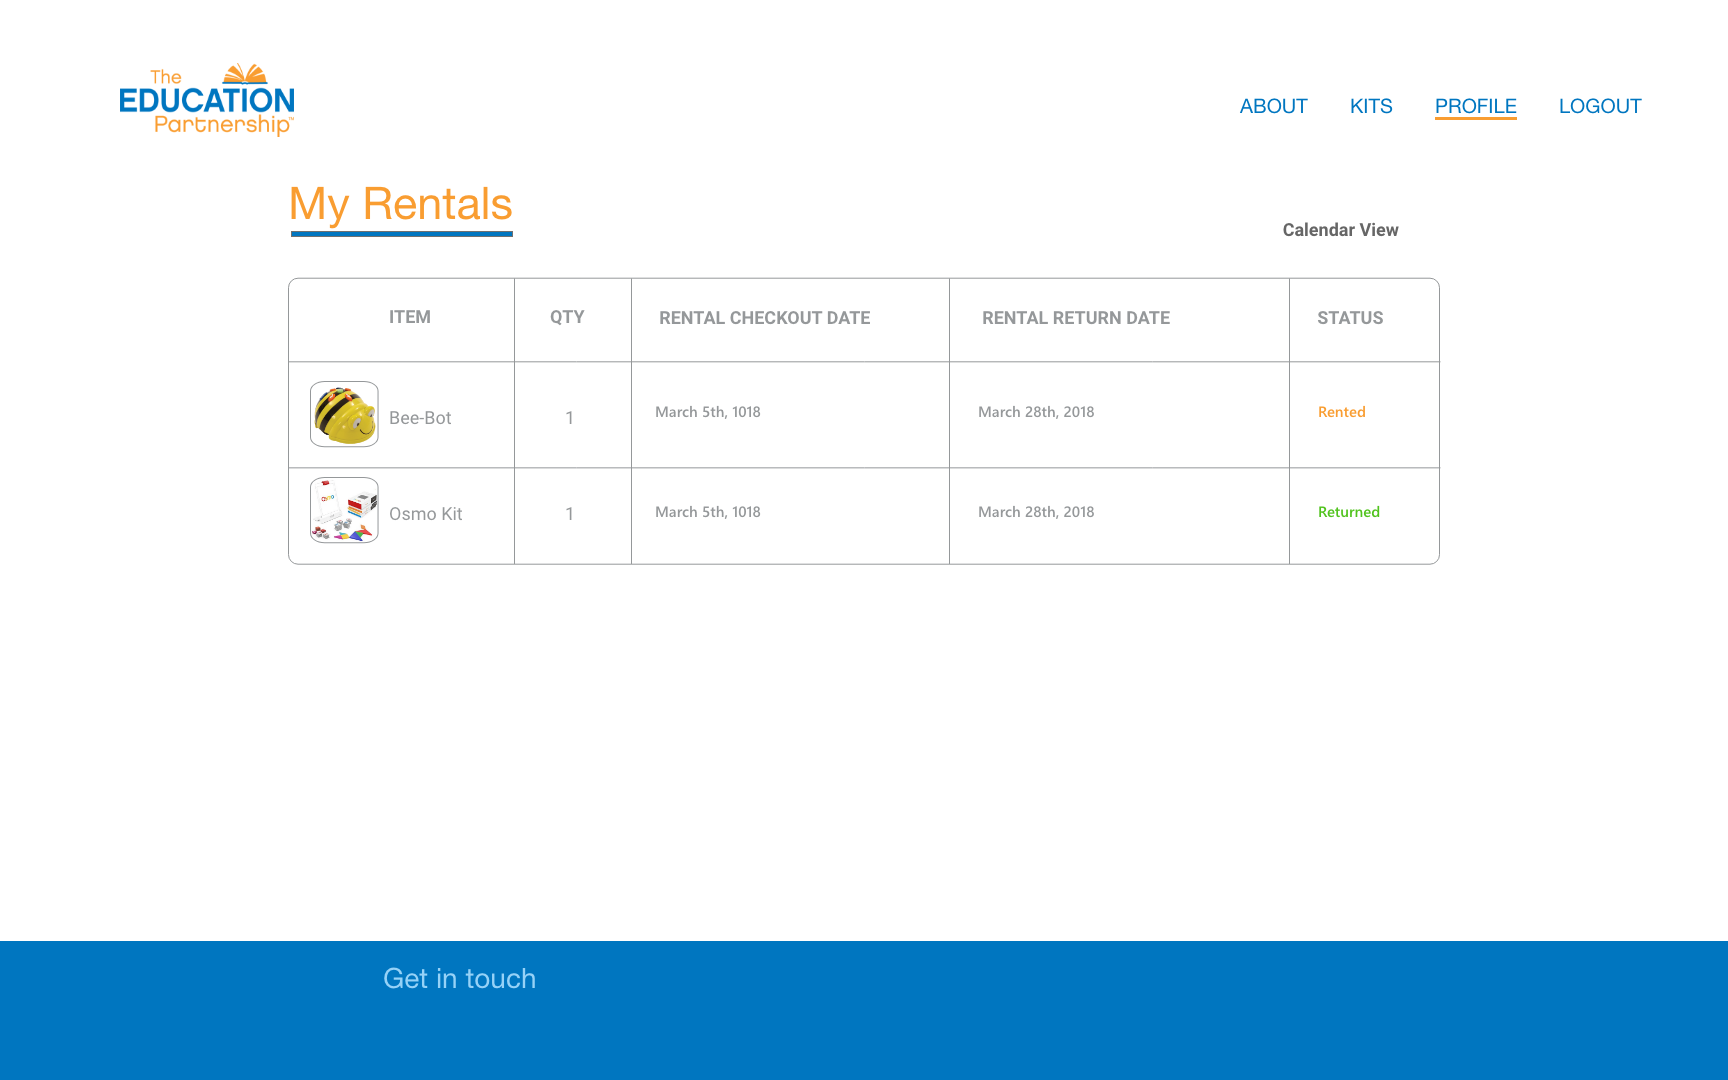 The
EDUCATION
Partnership™
ABOUT KITS PROFILE LOGOUT
My Rentals
Calendar View
ITEM QTY RENTAL CHECKOUT DATE RENTAL RETURN DATE STATUS
Bee-Bot 1 March 5th, 1018 March 28th, 2018 Rented
Osmo Kit 1 March 5th, 1018 March 28th, 2018 Returned
Get in touch